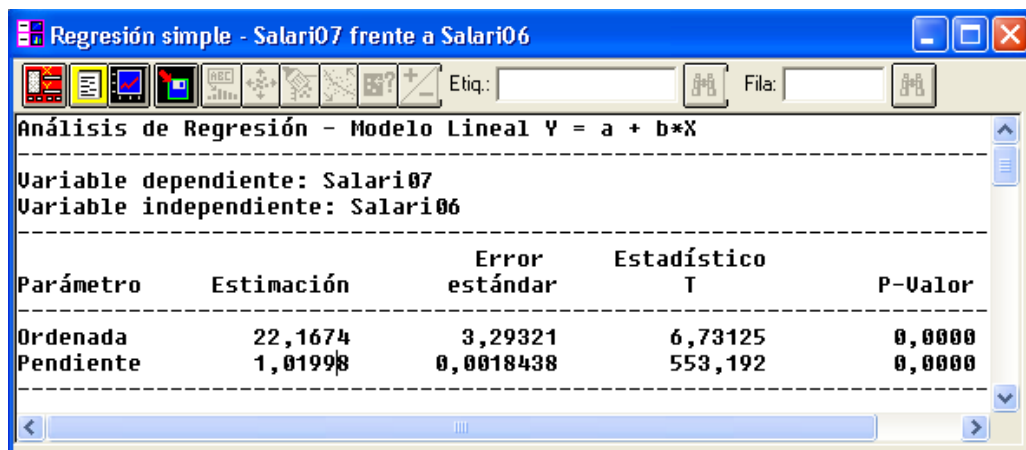 Regresión simple - Salari07 frente a Salari06
Etiq.: Fila:
Análisis de Regresión - Modelo Lineal Y = a + b*X
Variable dependiente: Salari07
Variable independiente: Salari06
Error Estadístico
Parámetro Estimación estándar T P-Valor
Ordenada 22,1674 3,29321 6,73125 0,0000
Pendiente 1,01998 0,0018438 553,192 0,0000